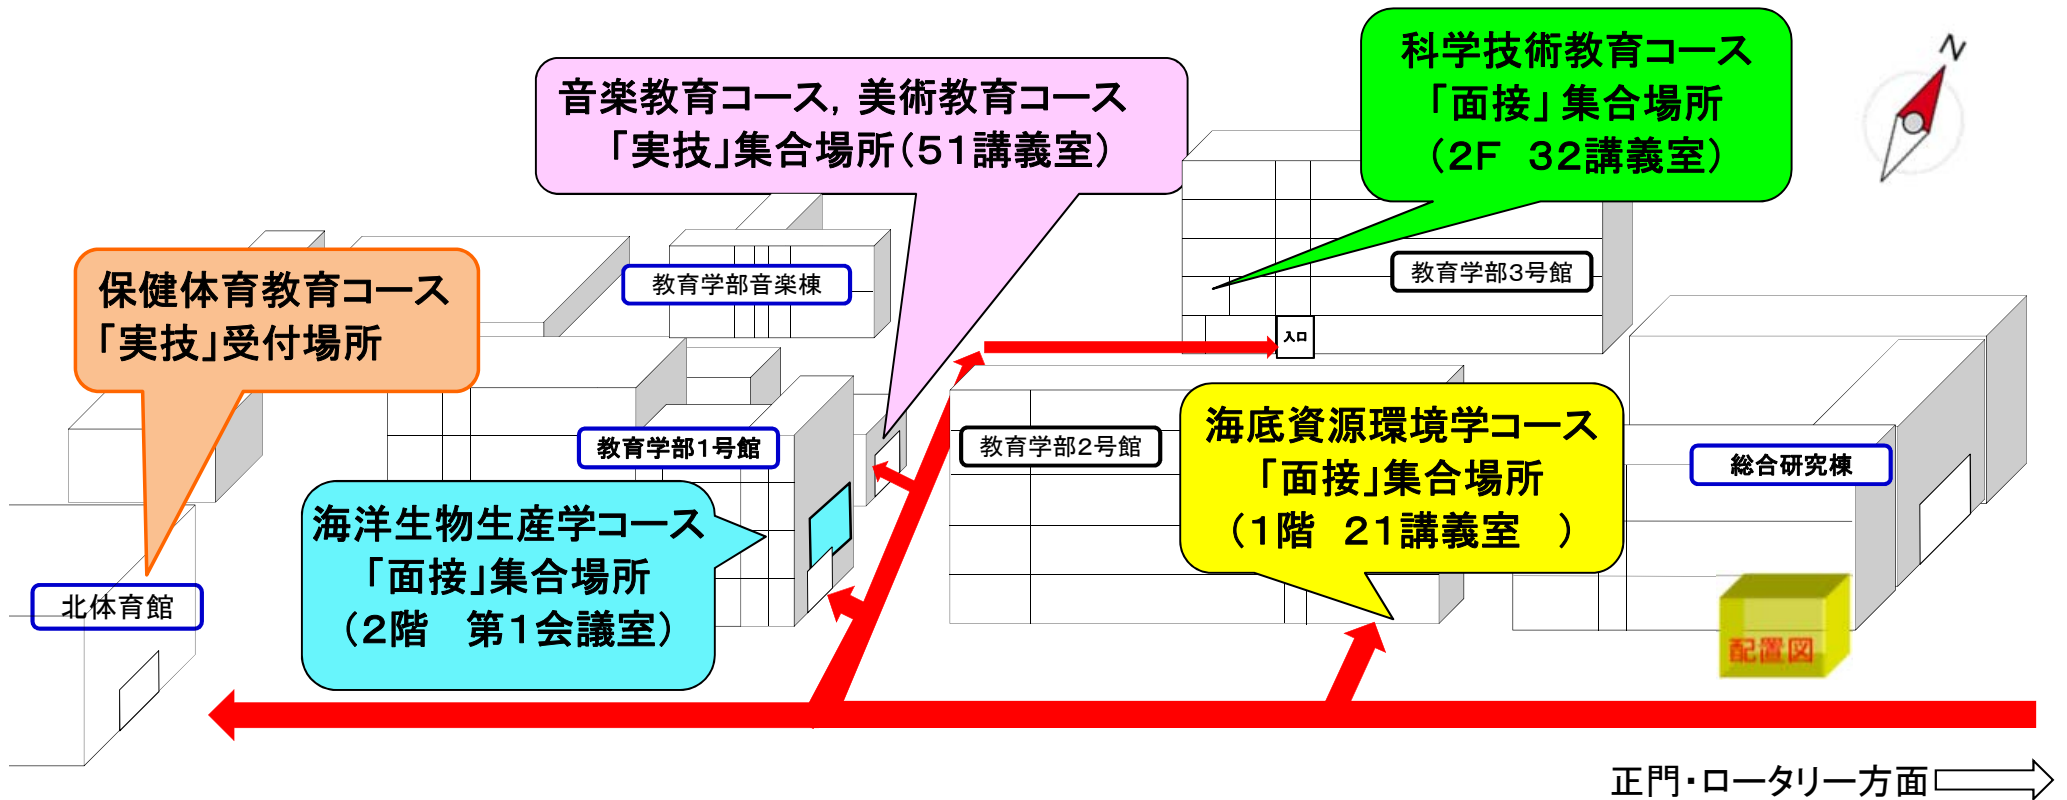 科学技術教育コース
「面接」集合場所
（2F　32講義室）
N
音楽教育コース，美術教育コース
「実技」集合場所（51講義室）
保健体育教育コース
「実技」受付場所
教育学部音楽棟
教育学部3号館
入口
教育学部1号館
教育学部2号館
海底資源環境学コース
「面接」集合場所
（1階　21講義室　）
総合研究棟
海洋生物生産学コース
「面接」集合場所
（2階　第1会議室）
北体育館
配置図
正門・ロータリー方面